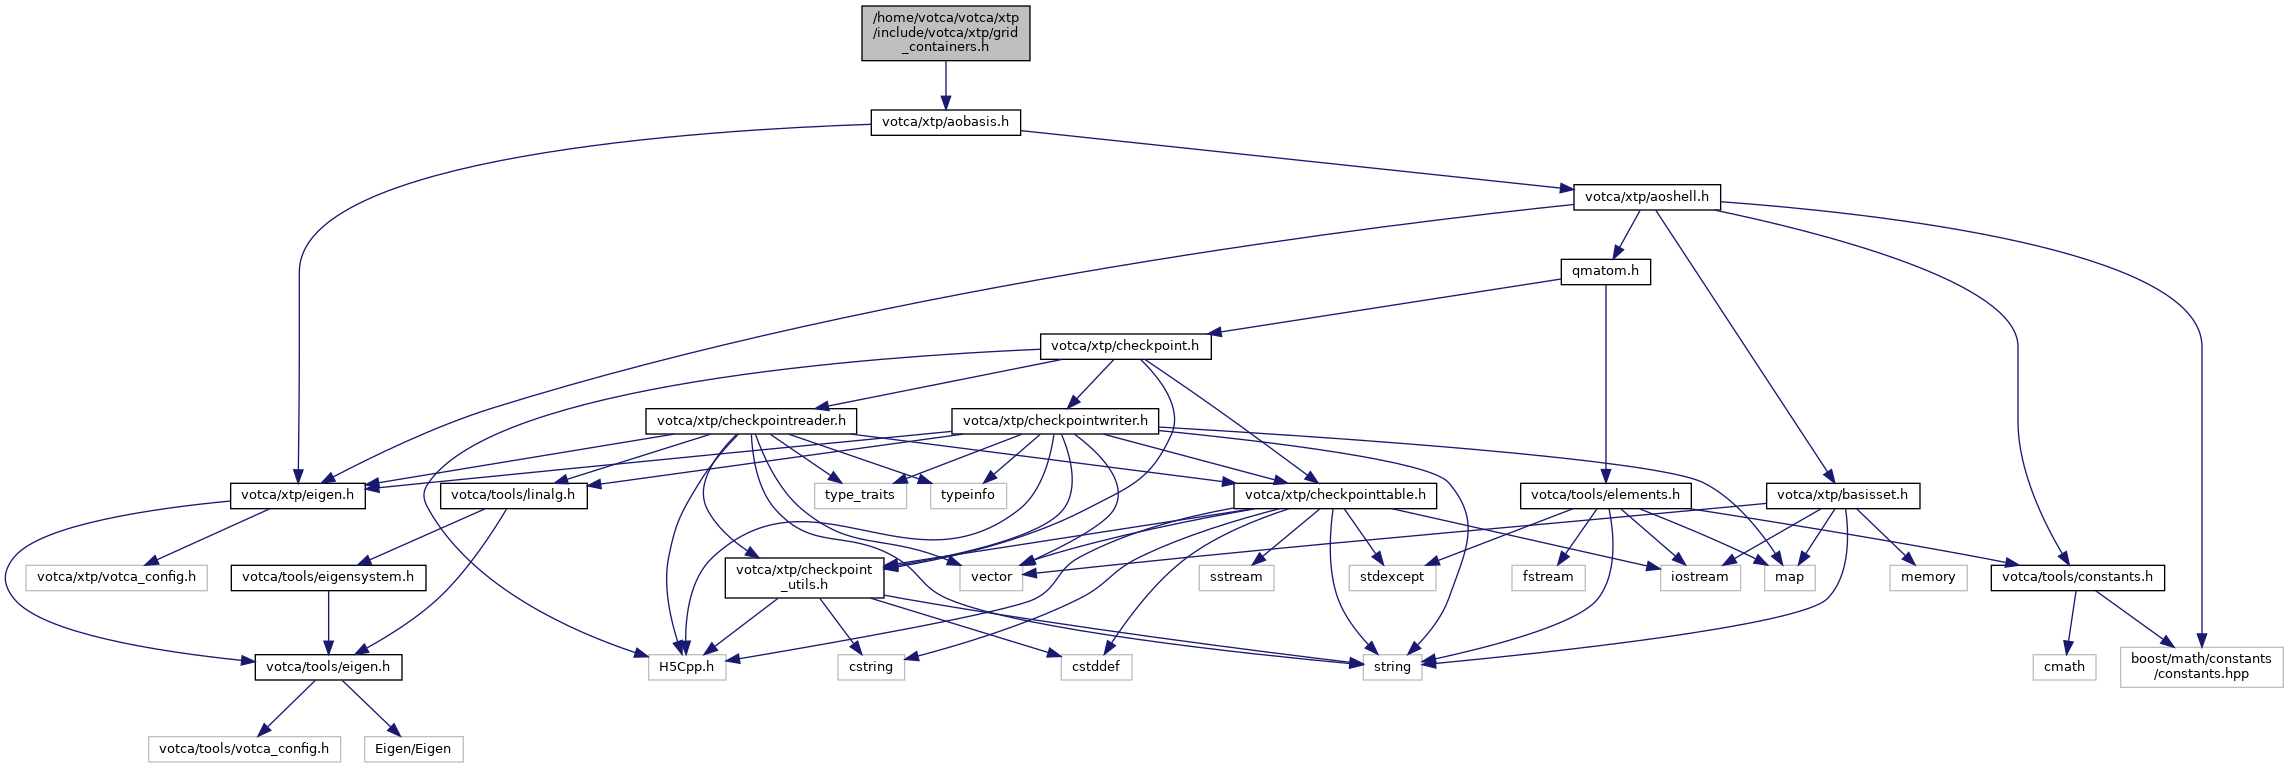 /home/votca/votca/xtp
/include/votca/xtp/grid
_containers.h
votca/xtp/aobasis.h
votca/xtp/aoshell.h
qmatom.h
votca/xtp/checkpoint.h
votca/xtp/checkpointreader.h
votca/xtp/checkpointwriter.h
votca/xtp/eigen.h
votca/tools/linalg.h
type_traits
typeinfo
votca/xtp/checkpointtable.h
votca/tools/elements.h
votca/xtp/basisset.h
votca/xtp/votca_config.h
votca/tools/eigensystem.h
votca/xtp/checkpoint
_utils.h
vector
sstream
stdexcept
fstream
iostream
map
memory
votca/tools/constants.h
votca/tools/eigen.h
H5Cpp.h
cstring
cstddef
string
cmath
boost/math/constants
/constants.hpp
votca/tools/votca_config.h
Eigen/Eigen